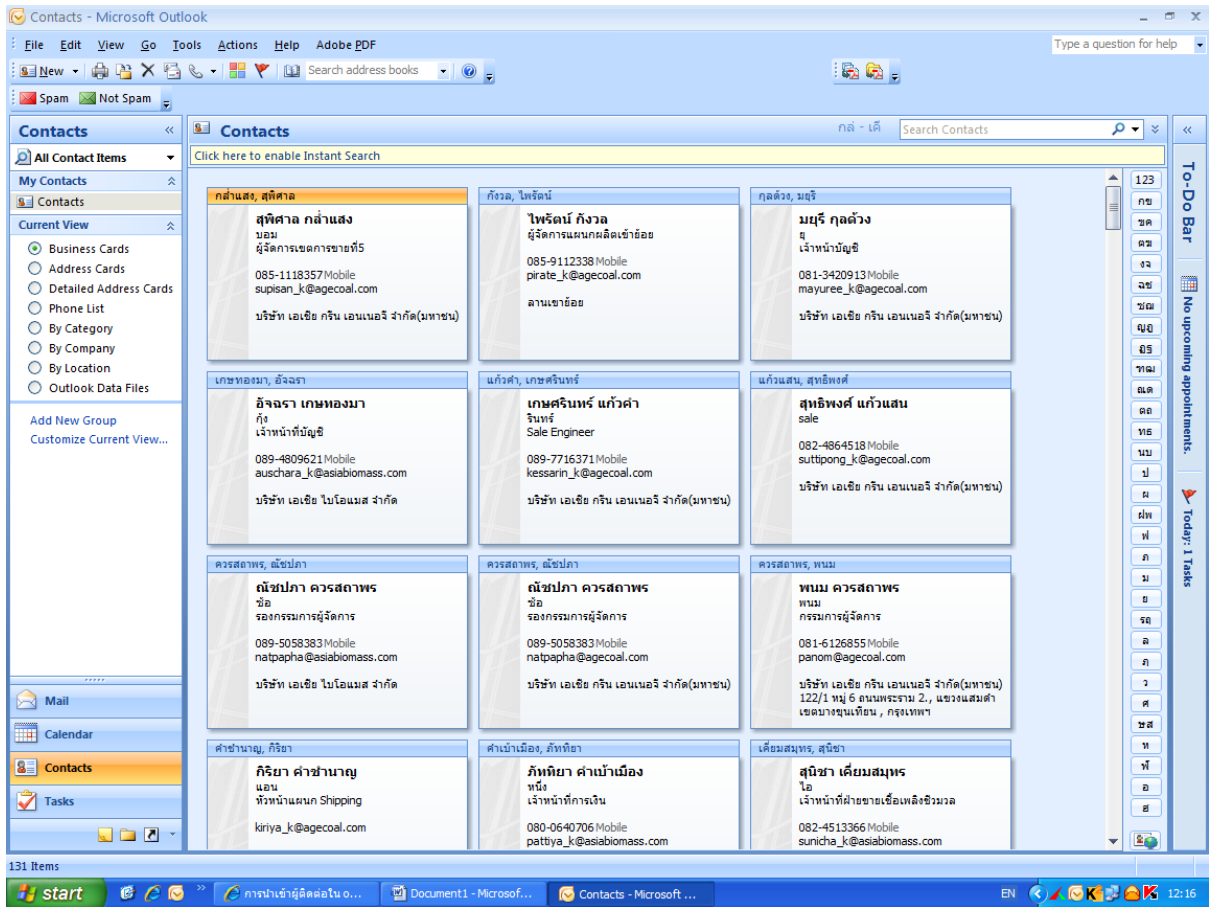 Contacts - Microsoft Outlook
File Edit View Go Tools Actions Help Adobe PDF
Type a question for help
New Search address books
Spam Not Spam
Contacts
All Contact Items
My Contacts
Contacts
Current View
Business Cards
Address Cards
Detailed Address Cards
Phone List
By Category
By Company
By Location
Outlook Data Files
Add New Group
Customize Current View...
Mail
Calendar
Contacts
Tasks
Contacts
กล่ - เคี
Search Contacts
Click here to enable Instant Search
กล่ำแสง, สุพิศาล
สุพิศาล กล่ำแสง
บอม
ผู้จัดการเขตการขายที่5
085-1118357 Mobile
supisan_k@agecoal.com
บริษัท เอเชีย กรีน เอนเนอจี จำกัด(มหาชน)
กังวล, ไพรัตน์
ไพรัตน์ กังวล
ผู้จัดการแผนกผลิตเข้าย้อย
085-9112338 Mobile
pirate_k@agecoal.com
ลานเขาย้อย
กุลด้วง, มยุรี
มยุรี กุลด้วง
ยุ
เจ้าหน้าบัญชี
081-3420913 Mobile
mayuree_k@agecoal.com
บริษัท เอเชีย กรีน เอนเนอจี จำกัด(มหาชน)
เกษทองมา, อัจฉรา
อัจฉรา เกษทองมา
กุ้ง
เจ้าหน้าที่บัญชี
089-4809621 Mobile
auschara_k@asiabiomass.com
บริษัท เอเชีย ไบโอแมส จำกัด
แก้วคำ, เกษศรินทร์
เกษศรินทร์ แก้วคำ
รินทร์
Sale Engineer
089-7716371 Mobile
kessarin_k@agecoal.com
บริษัท เอเชีย กรีน เอนเนอจี จำกัด(มหาชน)
แก้วแสน, สุทธิพงศ์
สุทธิพงศ์ แก้วแสน
sale
082-4864518 Mobile
suttipong_k@agecoal.com
บริษัท เอเชีย กรีน เอนเนอจี จำกัด(มหาชน)
ควรสถาพร, ณัชปภา
ณัชปภา ควรสถาพร
ช้อ
รองกรรมการผู้จัดการ
089-5058383 Mobile
natpapha@asiabiomass.com
บริษัท เอเชีย ไบโอแมส จำกัด
ควรสถาพร, ณัชปภา
ณัชปภา ควรสถาพร
ช้อ
รองกรรมการผู้จัดการ
089-5058383 Mobile
natpapha@agecoal.com
บริษัท เอเชีย กรีน เอนเนอจี จำกัด(มหาชน)
ควรสถาพร, พนม
พนม ควรสถาพร
พนม
กรรมการผู้จัดการ
081-6126855 Mobile
panom@agecoal.com
บริษัท เอเชีย กรีน เอนเนอจี จำกัด(มหาชน)
122/1 หมู่ 6 ถนนพระราม 2., แขวงแสมดำ
เขตบางขุนเทียน , กรุงเทพฯ
คำชำนาญ, กิริยา
กิริยา คำชำนาญ
แอน
หัวหน้าแผนก Shipping
kiriya_k@agecoal.com
คำเบ้าเมือง, ภัททิยา
ภัททิยา คำเบ้าเมือง
หนึ่ง
เจ้าหน้าที่การเงิน
080-0640706 Mobile
pattiya_k@asiabiomass.com
เคี่ยมสมุทร, สุนิชา
สุนิชา เคี่ยมสมุทร
ไอ
เจ้าหน้าที่ฝ่ายขายเชื้อเพลิงชีวมวล
082-4513366 Mobile
sunicha_k@asiabiomass.com
123
กข
ฃค
ฅฆ
งจ
ฉช
ซฌ
ญฎ
ฏฐ
ฑฒ
ณด
ตถ
ทธ
นบ
ป
ผ
ฝพ
ฟ
ภ
ม
ย
รฤ
ล
ฦ
ว
ศ
ษส
ห
ฬ
อ
ฮ
To-Do Bar
No upcoming appointments.
Today: 1 Tasks
131 Items
start
การนำเข้าผู้ติดต่อใน o...
Document1 - Microsof...
Contacts - Microsoft ...
EN
12:16